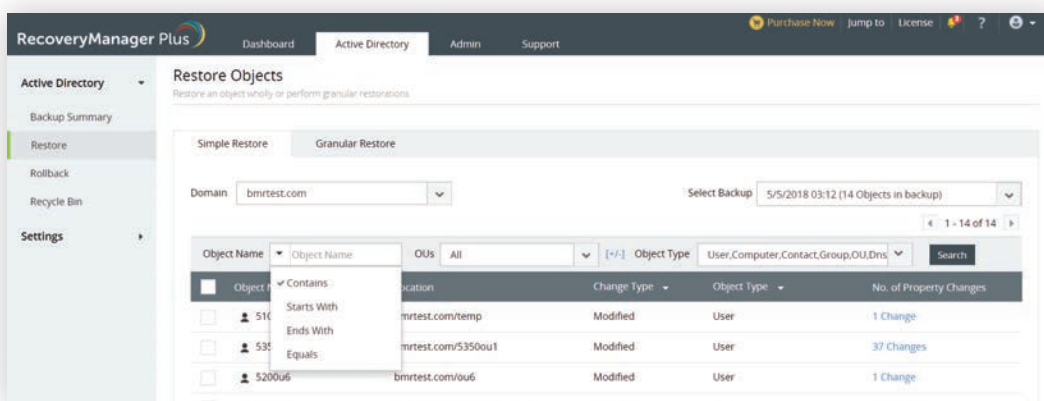 Purchase Now Jump to License ?
RecoveryManager Plus Dashboard Active Directory Admin Support
Active Directory
Backup Summary
Restore
Rollback
Recycle Bin
Settings
Restore Objects
Restore an object wholly or perform granular restorations
Simple Restore Granular Restore
Domain bmrtest.com Select Backup 5/5/2018 03:12 (14 Objects in backup)
1 - 14 of 14
Object Name Object Name OUs All [+/-] Object Type User,Computer,Contact,Group,OU,Dns Search
Contains
Starts With
Ends With
Equals
Object Change Type Object Type No. of Property Changes
mrtest.com/temp Modified User 1 Change
mrtest.com/5350ou1 Modified User 37 Changes
5200u6 bmrtest.com/ou6 Modified User 1 Change